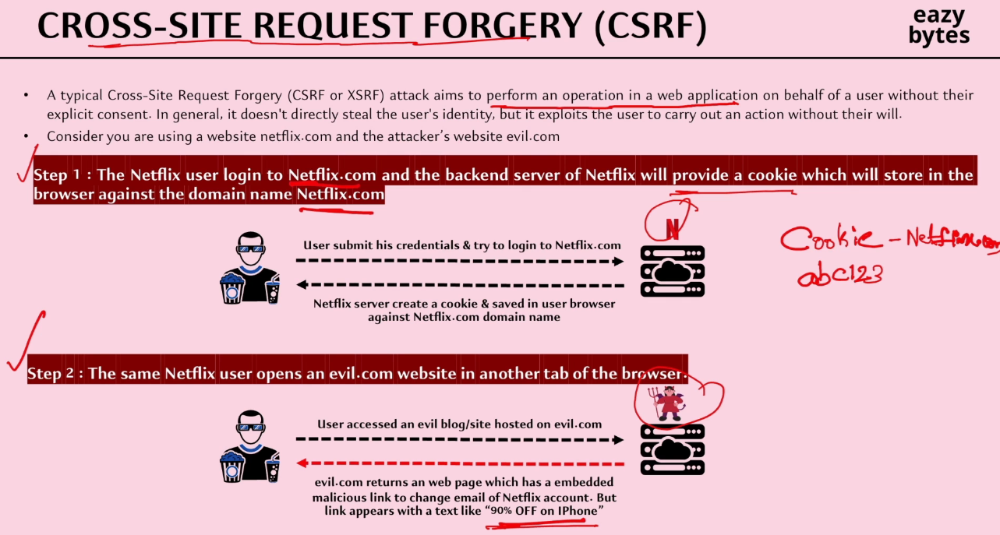 CROSS-SITE REQUEST FORGERY (CSRF)
eazy
bytes
• A typical Cross-Site Request Forgery (CSRF or XSRF) attack aims to perform an operation in a web application on behalf of a user without their
explicit consent. In general, it doesn't directly steal the user's identity, but it exploits the user to carry out an action without their will.
• Consider you are using a website netflix.com and the attacker's website evil.com
Step 1 : The Netflix user login to Netflix.com and the backend server of Netflix will provide a cookie which will store in the
browser against the domain name Netflix.com
N
User submit his credentials & try to login to Netflix.com
Netflix server create a cookie & saved in user browser
against Netflix.com domain name
Cookie - Netflix.com
abc123
Step 2 : The same Netflix user opens an evil.com website in another tab of the browser.
User accessed an evil blog/site hosted on evil.com
evil.com returns an web page which has a embedded
malicious link to change email of Netflix account. But
link appears with a text like “90% OFF on IPhone”